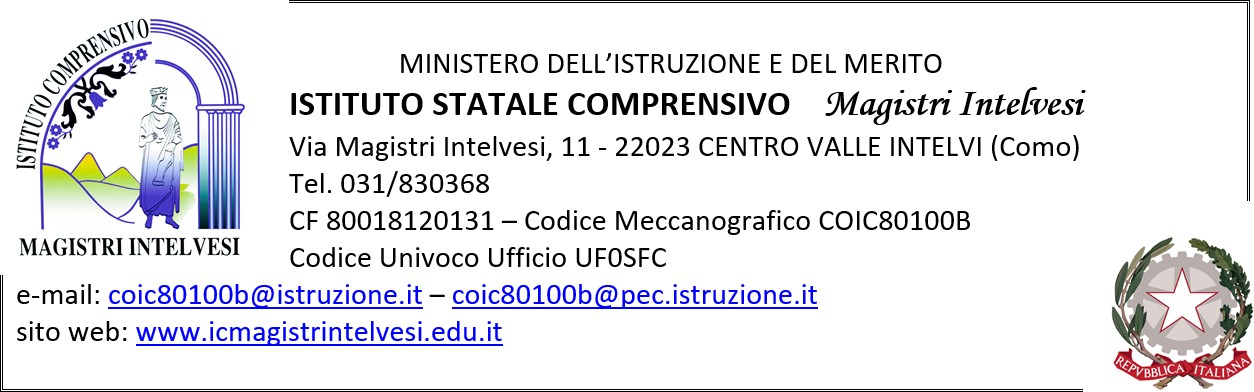 ISTITUTO COMPRENSIVO
MAGISTRI INTELVESI
MINISTERO DELL’ISTRUZIONE E DEL MERITO
ISTITUTO STATALE COMPRENSIVO Magistri Intelvesi
Via Magistri Intelvesi, 11 - 22023 CENTRO VALLE INTELVI (Como)
Tel. 031/830368
CF 80018120131 – Codice Meccanografico COIC80100B
Codice Univoco Ufficio UF0SFC
e-mail: coic80100b@istruzione.it – coic80100b@pec.istruzione.it
sito web: www.icmagistrintelvesi.edu.it
REPVBBLICA ITALIANA